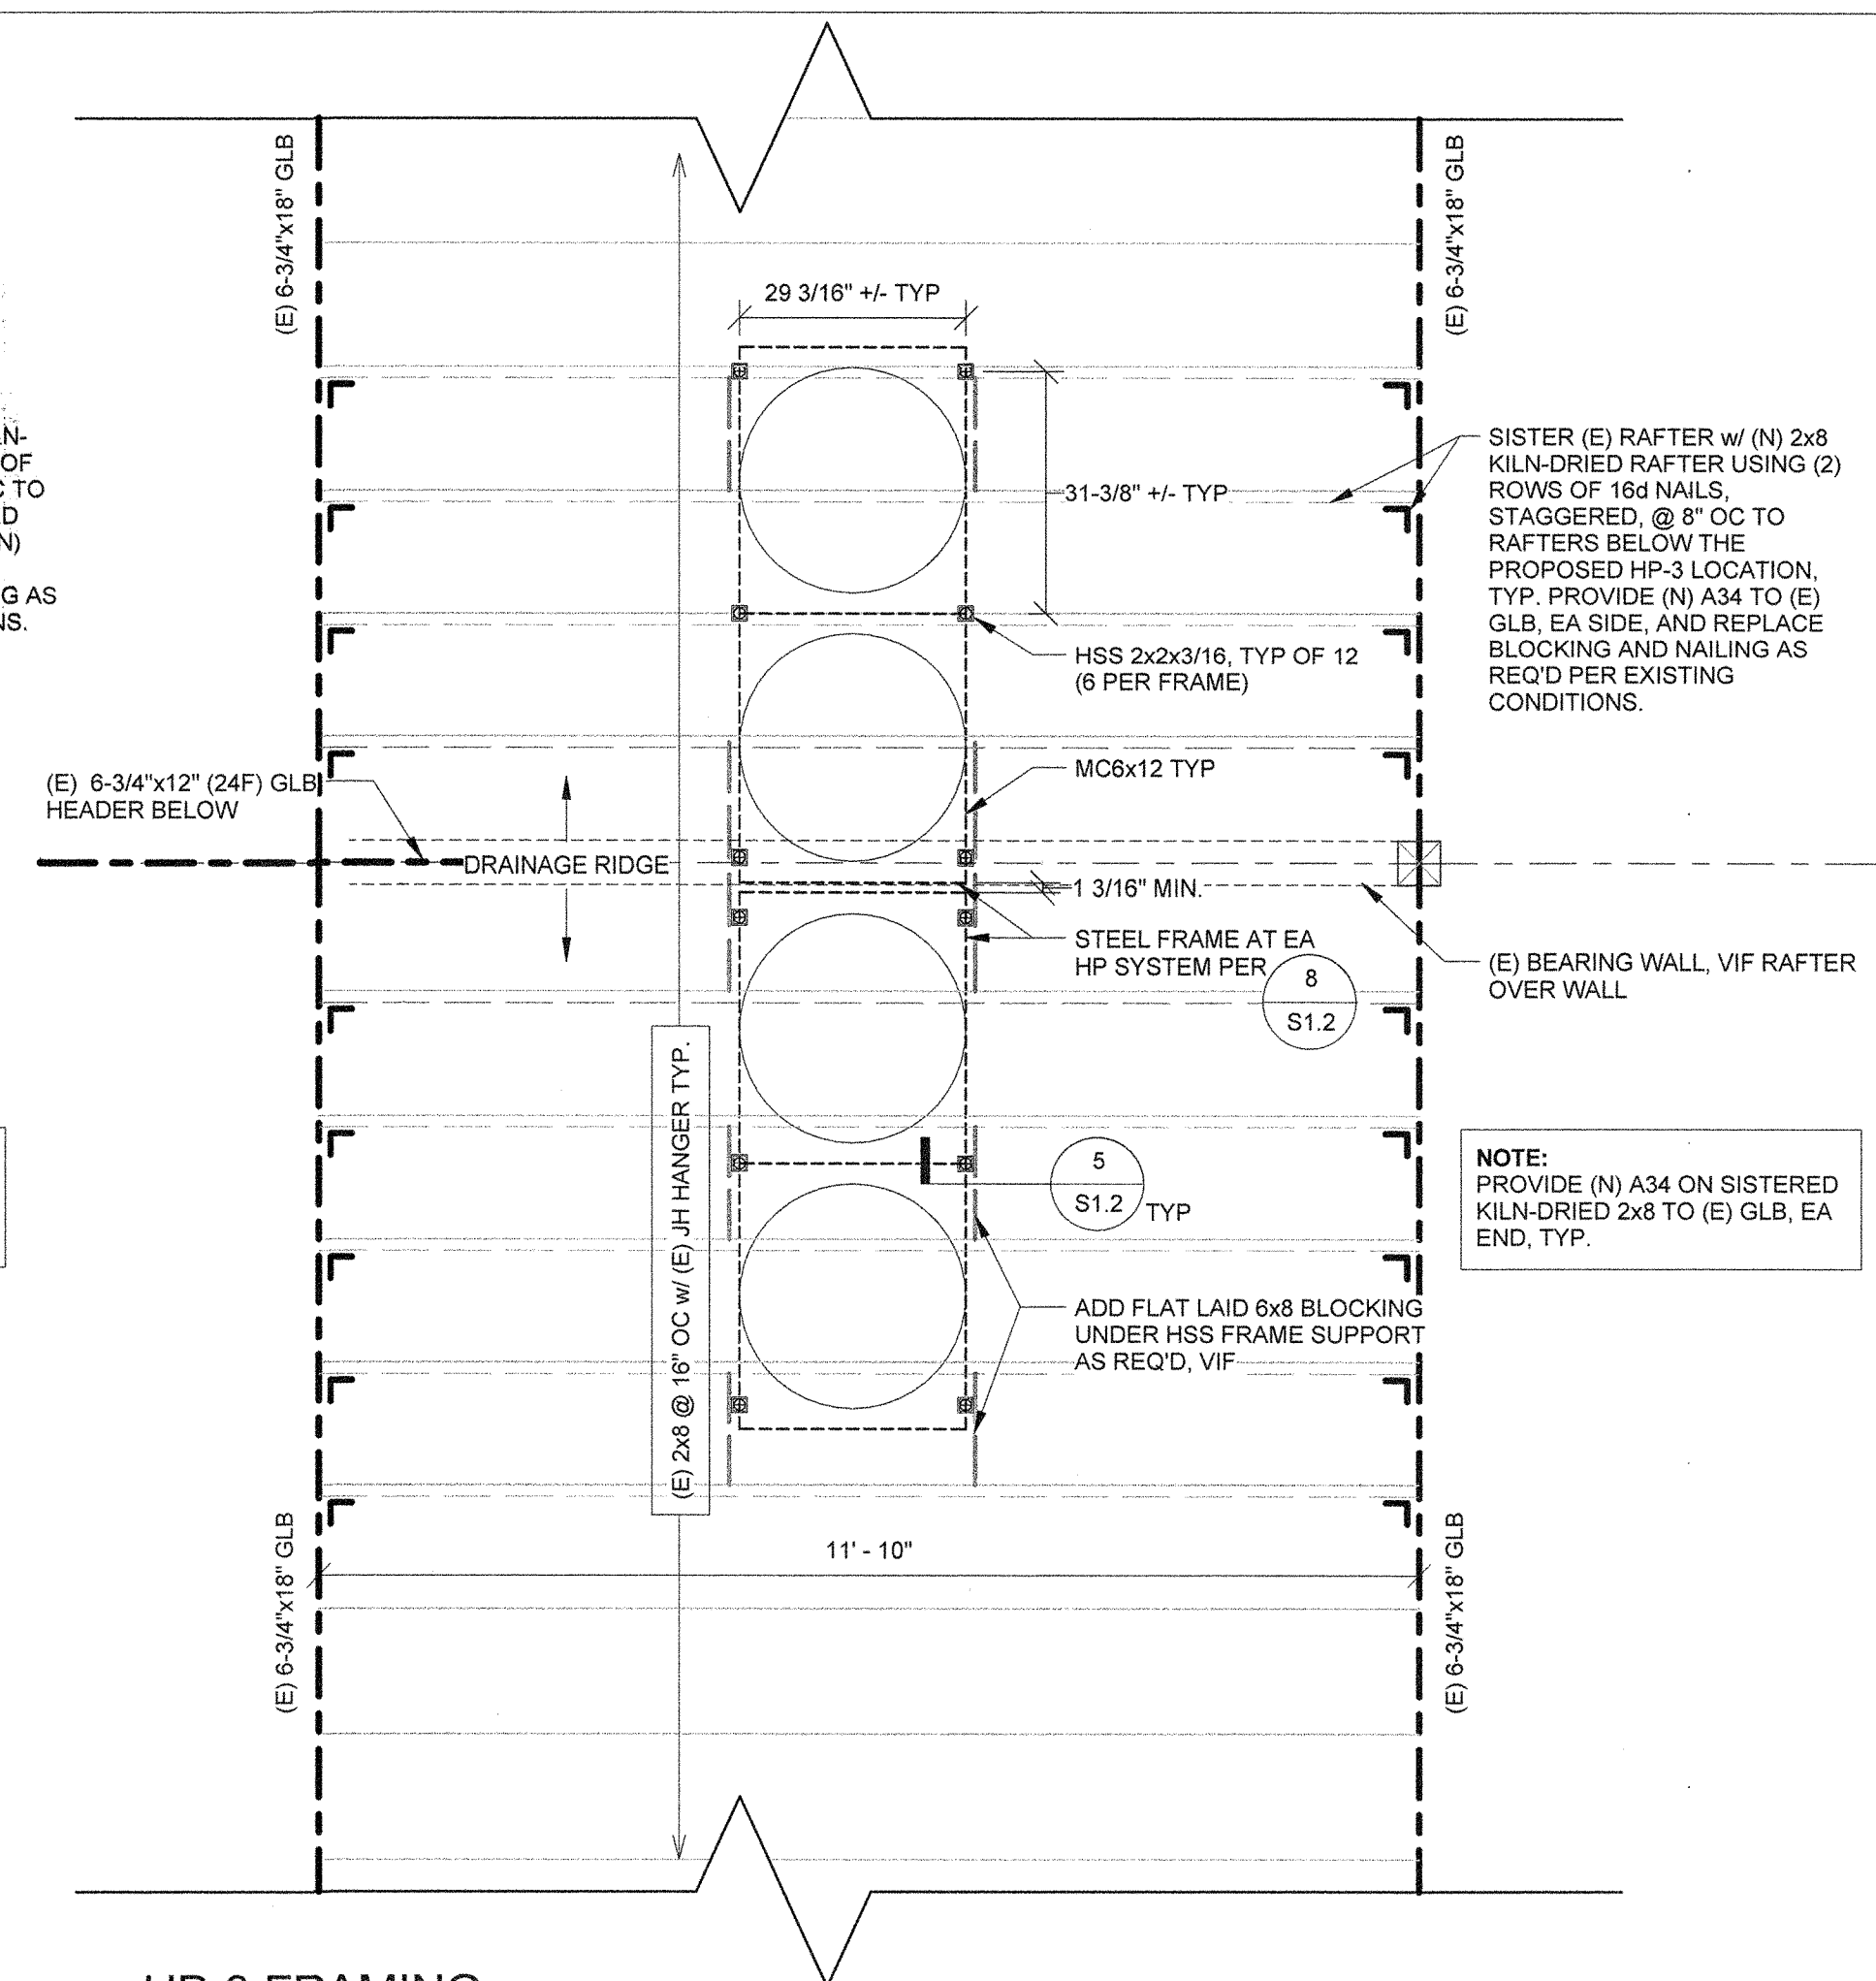 (E) 6-3/4"x18" GLB
(E) 6-3/4"x18" GLB
29 3/16" +/- TYP
N-
OF
C TO
D
N)
G AS
NS.
31-3/8" +/- TYP
SISTER (E) RAFTER w/ (N) 2x8
KILN-DRIED RAFTER USING (2)
ROWS OF 16d NAILS,
STAGGERED, @ 8" OC TO
RAFTERS BELOW THE
PROPOSED HP-3 LOCATION,
TYP. PROVIDE (N) A34 TO (E)
GLB, EA SIDE, AND REPLACE
BLOCKING AND NAILING AS
REQ'D PER EXISTING
CONDITIONS.
HSS 2x2x3/16, TYP OF 12
(6 PER FRAME)
MC6x12 TYP
(E) 6-3/4"x12" (24F) GLB
HEADER BELOW
DRAINAGE RIDGE
1 3/16" MIN.
STEEL FRAME AT EA
HP SYSTEM PER
8
S1.2
(E) BEARING WALL, VIF RAFTER
OVER WALL
(E) 2x8 @ 16" OC w/ (E) JH HANGER TYP.
5
S1.2
TYP
NOTE:
PROVIDE (N) A34 ON SISTERED
KILN-DRIED 2x8 TO (E) GLB, EA
END, TYP.
ADD FLAT LAID 6x8 BLOCKING
UNDER HSS FRAME SUPPORT
AS REQ'D, VIF
11' - 10"
(E) 6-3/4"x18" GLB
(E) 6-3/4"x18" GLB
FRAMING